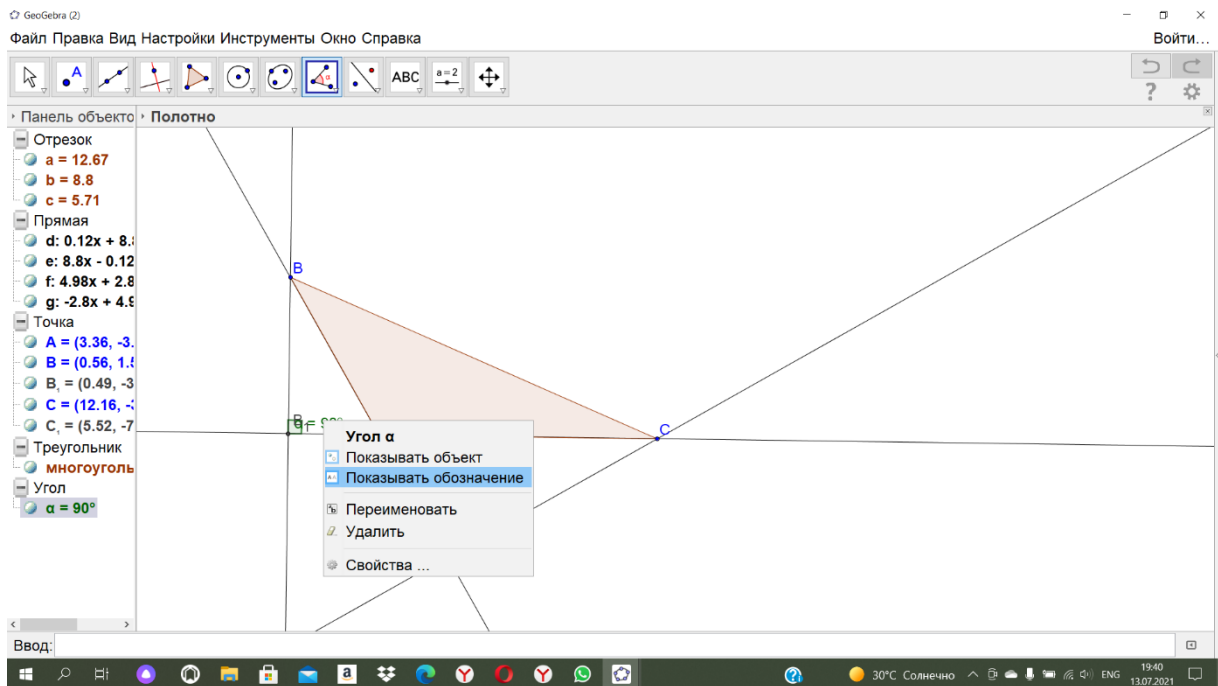 GeoGebra (2)
Файл Правка Вид Настройки Инструменты Окно Справка
Войти...
A
α
ABC
a=2
?
Панель объекто
Полотно
Отрезок
a = 12.67
b = 8.8
c = 5.71
Прямая
d: 0.12x + 8.8
e: 8.8x - 0.12
f: 4.98x + 2.8
g: -2.8x + 4.9
Точка
A = (3.36, -3.
B = (0.56, 1.5
B₁ = (0.49, -3
C = (12.16, -3
C₁ = (5.52, -7
Треугольник
многоуголь
Угол
α = 90°
B
C
Угол α
Показывать объект
Показывать обозначение
Переименовать
Удалить
Свойства ...
Ввод:
30°C Солнечно
ENG
19:40
13.07.2021